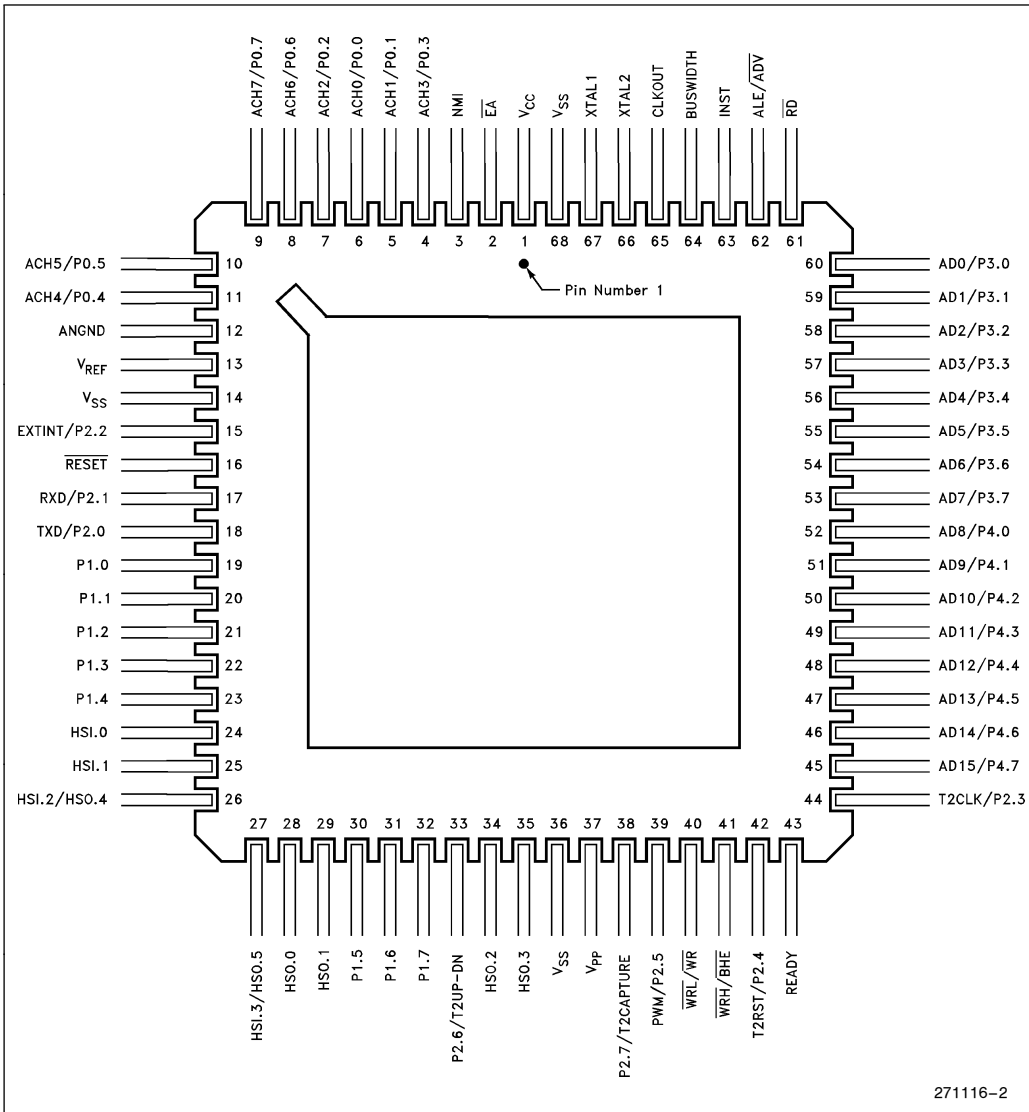 ACH7/P0.7
ACH6/P0.6
ACH2/P0.2
ACH0/P0.0
ACH1/P0.1
ACH3/P0.3
NMI
E̅A̅
VCC
VSS
XTAL1
XTAL2
CLKOUT
BUSWIDTH
INST
ALE/A̅D̅V̅
R̅D̅
9 8 7 6 5 4 3 2 1 68 67 66 65 64 63 62 61
Pin Number 1
ACH5/P0.5 10
ACH4/P0.4 11
ANGND 12
VREF 13
VSS 14
EXTINT/P2.2 15
R̅E̅S̅E̅T̅ 16
RXD/P2.1 17
TXD/P2.0 18
P1.0 19
P1.1 20
P1.2 21
P1.3 22
P1.4 23
HSI.0 24
HSI.1 25
HSI.2/HSO.4 26
60 AD0/P3.0
59 AD1/P3.1
58 AD2/P3.2
57 AD3/P3.3
56 AD4/P3.4
55 AD5/P3.5
54 AD6/P3.6
53 AD7/P3.7
52 AD8/P4.0
51 AD9/P4.1
50 AD10/P4.2
49 AD11/P4.3
48 AD12/P4.4
47 AD13/P4.5
46 AD14/P4.6
45 AD15/P4.7
44 T2CLK/P2.3
27 28 29 30 31 32 33 34 35 36 37 38 39 40 41 42 43
HSI.3/HSO.5
HSO.0
HSO.1
P1.5
P1.6
P1.7
P2.6/T2UP-DN
HSO.2
HSO.3
VSS
VPP
P2.7/T2CAPTURE
PWM/P2.5
W̅R̅L̅/W̅R̅
W̅R̅H̅/B̅H̅E̅
T2RST/P2.4
READY
271116-2